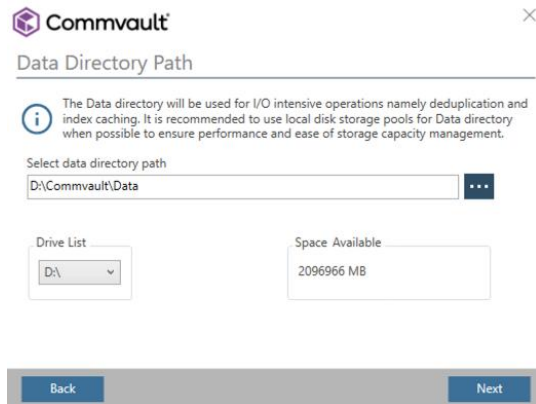 Commvault
Data Directory Path
The Data directory will be used for I/O intensive operations namely deduplication and
index caching. It is recommended to use local disk storage pools for Data directory
when possible to ensure performance and ease of storage capacity management.
Select data directory path
D:\Commvault\Data
Drive List
D:\
Space Available
2096966 MB
Back
Next